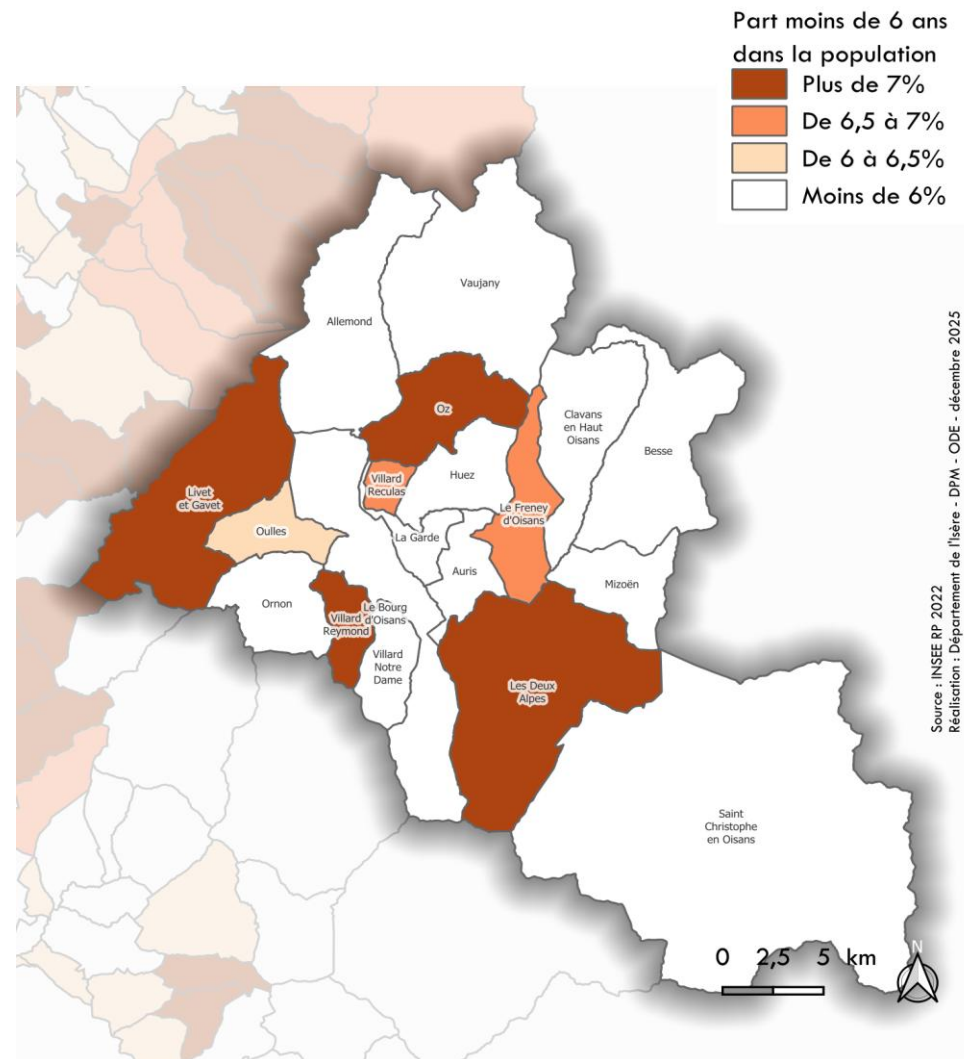 Part moins de 6 ans
dans la population
Plus de 7%
De 6,5 à 7%
De 6 à 6,5%
Moins de 6%
Vaujany
Allemond
Oz
Clavans
en Haut
Oisans
Besse
Huez
Villard
Reculas
Livet
et Gavet
Le Freney
d'Oisans
Oulles
La Garde
Auris
Mizoën
Ornon
Le Bourg
d'Oisans
Villard
Reymond
Villard
Notre
Dame
Les Deux
Alpes
Saint
Christophe
en Oisans
0 2,5 5 km
N
Source : INSEE RP 2022
Réalisation : Département de l'Isère - DPM - ODE - décembre 2025